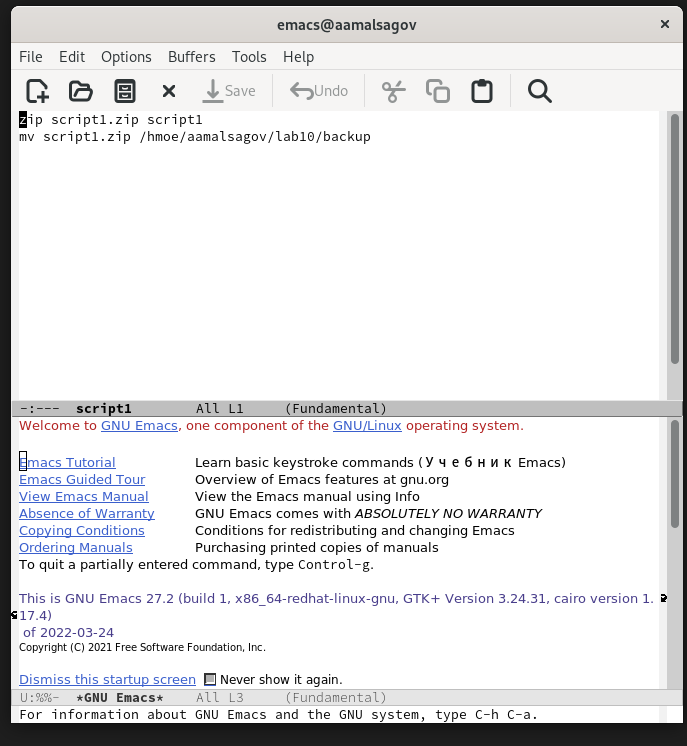 emacs@aamalsagov
File Edit Options Buffers Tools Help
Save Undo
zip script1.zip script1
mv script1.zip /hmoe/aamalsagov/lab10/backup
-:--- script1 All L1 (Fundamental)
Welcome to GNU Emacs, one component of the GNU/Linux operating system.
Emacs Tutorial Learn basic keystroke commands (Учебник Emacs)
Emacs Guided Tour Overview of Emacs features at gnu.org
View Emacs Manual View the Emacs manual using Info
Absence of Warranty GNU Emacs comes with ABSOLUTELY NO WARRANTY
Copying Conditions Conditions for redistributing and changing Emacs
Ordering Manuals Purchasing printed copies of manuals
To quit a partially entered command, type Control-g.
This is GNU Emacs 27.2 (build 1, x86_64-redhat-linux-gnu, GTK+ Version 3.24.31, cairo version 1.
17.4)
of 2022-03-24
Copyright (C) 2021 Free Software Foundation, Inc.
Dismiss this startup screen Never show it again.
U:%%- *GNU Emacs* All L3 (Fundamental)
For information about GNU Emacs and the GNU system, type C-h C-a.